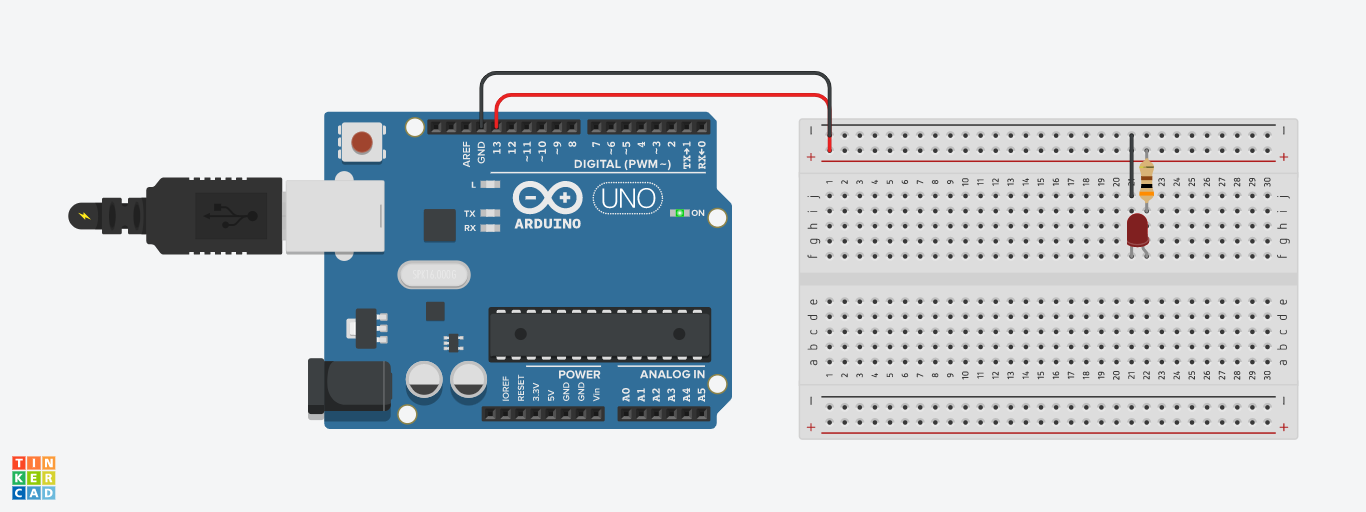 AREF
GND
13
12
~11
~10
~9
8
7
~6
~5
4
~3
2
TX→1
RX←0
DIGITAL (PWM~)
L
TX
RX
ARDUINO
UNO
ON
POWER
ANALOG IN
IOREF
RESET
3.3V
5V
GND
GND
Vin
A0
A1
A2
A3
A4
A5
− −
+ +
1 2 3 4 5 6 7 8 9 10 11 12 13 14 15 16 17 18 19 20 21 22 23 24 25 26 27 28 29 30
j j
i i
h h
g g
f f
e e
d d
c c
b b
a a
1 2 3 4 5 6 7 8 9 10 11 12 13 14 15 16 17 18 19 20 21 22 23 24 25 26 27 28 29 30
− −
+ +
TIN
KER
CAD